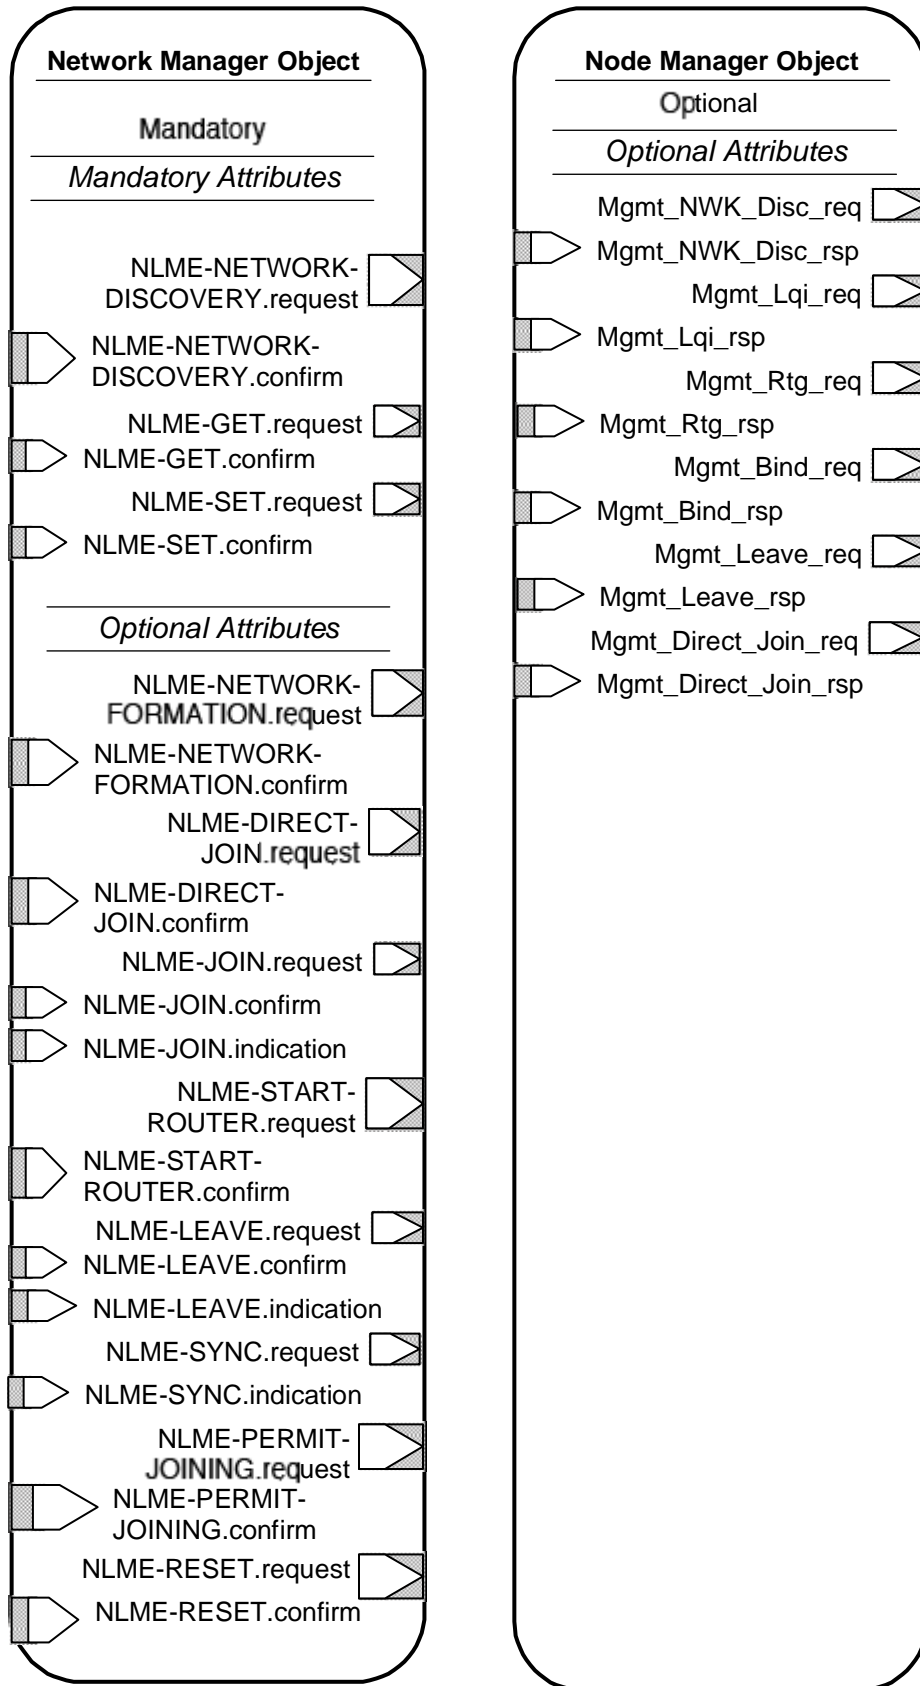 Network Manager Object
Mandatory
Mandatory Attributes
NLME-NETWORK-
DISCOVERY.request
NLME-NETWORK-
DISCOVERY.confirm
NLME-GET.request
NLME-GET.confirm
NLME-SET.request
NLME-SET.confirm
Optional Attributes
NLME-NETWORK-
FORMATION.request
NLME-NETWORK-
FORMATION.confirm
NLME-DIRECT-
JOIN.request
NLME-DIRECT-
JOIN.confirm
NLME-JOIN.request
NLME-JOIN.confirm
NLME-JOIN.indication
NLME-START-
ROUTER.request
NLME-START-
ROUTER.confirm
NLME-LEAVE.request
NLME-LEAVE.confirm
NLME-LEAVE.indication
NLME-SYNC.request
NLME-SYNC.indication
NLME-PERMIT-
JOINING.request
NLME-PERMIT-
JOINING.confirm
NLME-RESET.request
NLME-RESET.confirm
Node Manager Object
Optional
Optional Attributes
Mgmt_NWK_Disc_req
Mgmt_NWK_Disc_rsp
Mgmt_Lqi_req
Mgmt_Lqi_rsp
Mgmt_Rtg_req
Mgmt_Rtg_rsp
Mgmt_Bind_req
Mgmt_Bind_rsp
Mgmt_Leave_req
Mgmt_Leave_rsp
Mgmt_Direct_Join_req
Mgmt_Direct_Join_rsp